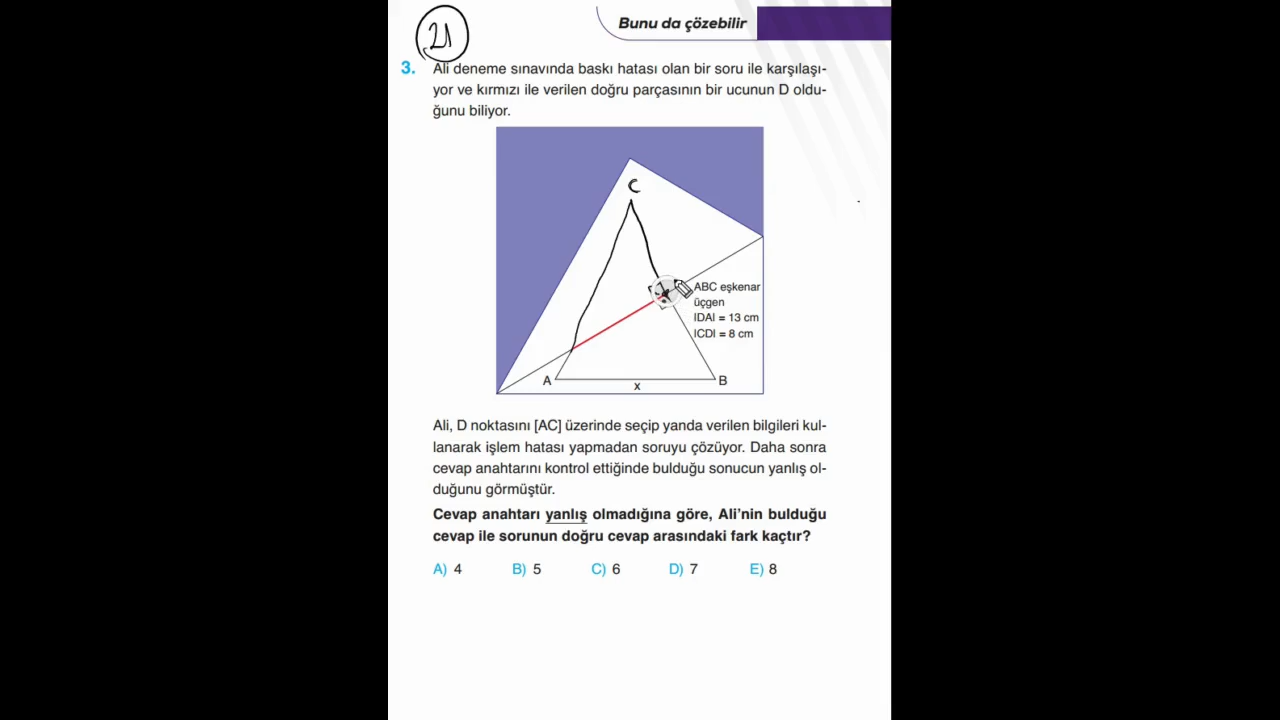 Bunu da çözebilir
21
3. Ali deneme sınavında baskı hatası olan bir soru ile karşılaşı-
yor ve kırmızı ile verilen doğru parçasının bir ucunun D oldu-
ğunu biliyor.
C
ABC eşkenar
üçgen
IDAI = 13 cm
ICDI = 8 cm
A
B
x
Ali, D noktasını [AC] üzerinde seçip yanda verilen bilgileri kul-
lanarak işlem hatası yapmadan soruyu çözüyor. Daha sonra
cevap anahtarını kontrol ettiğinde bulduğu sonucun yanlış ol-
duğunu görmüştür.
Cevap anahtarı yanlış olmadığına göre, Ali'nin bulduğu
cevap ile sorunun doğru cevap arasındaki fark kaçtır?
A) 4 B) 5 C) 6 D) 7 E) 8